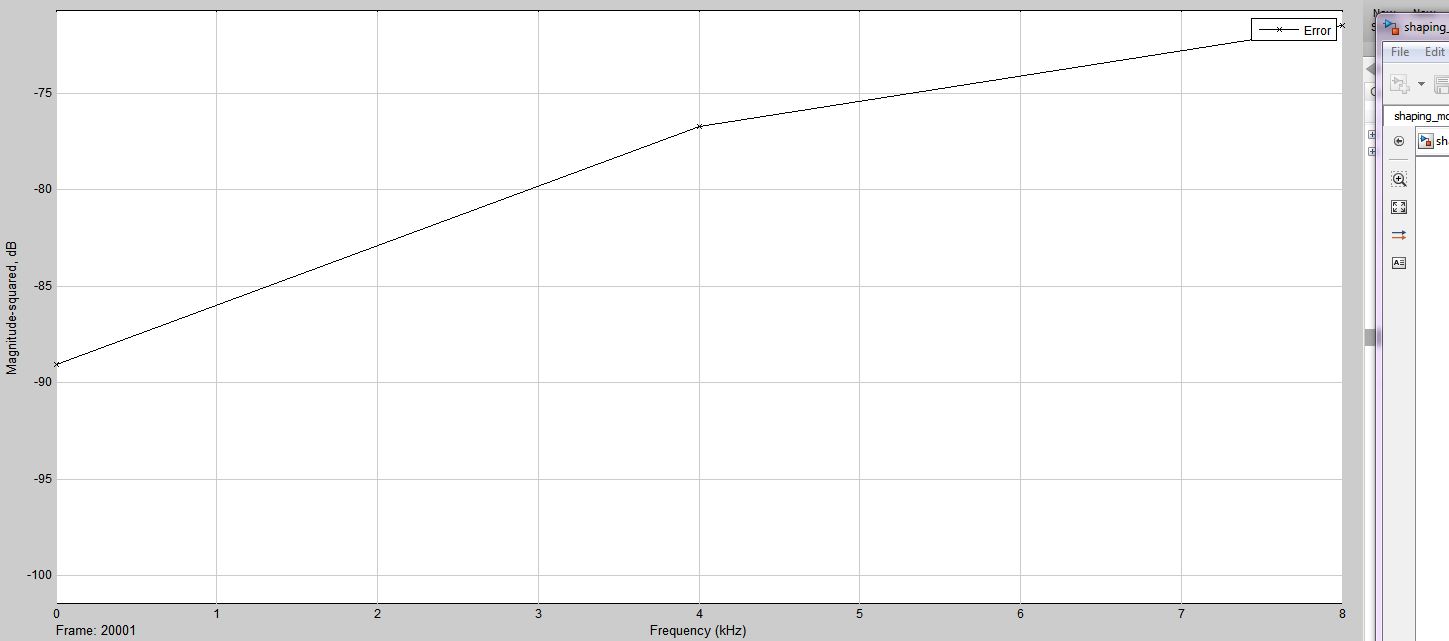 Error
Magnitude-squared, dB
-75
-80
-85
-90
-95
-100
0 1 2 3 4 5 6 7 8
Frame: 20001
Frequency (kHz)
shaping_
File Edit
shaping_mo
sh